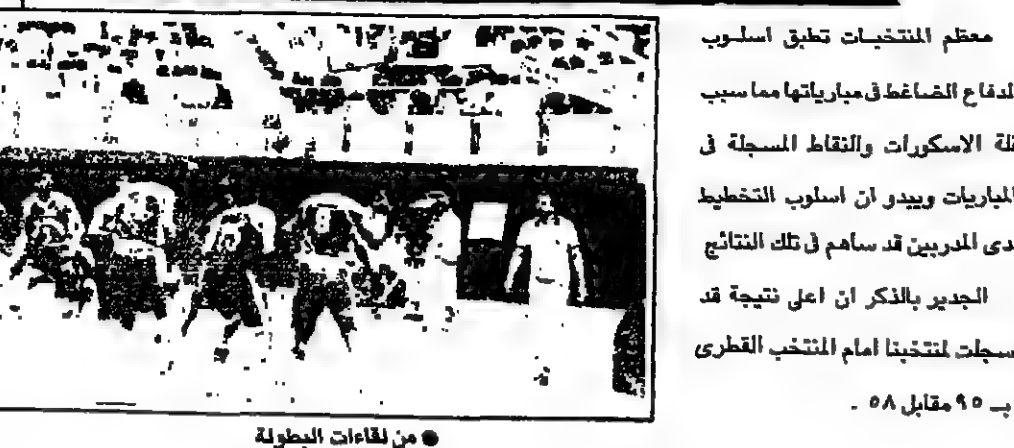 معظم المنتخبات تطبق اسلوب
الدفاع الضاغط فى مبارياتها مما سبب
قلة الاسكورات والنقاط المسجلة فى
المباريات ويبدو ان اسلوب التخطيط
لدى المدربين قد ساهم فى تلك النتائج
الجدير بالذكر ان اعلى نتيجة قد
سجلت لمنتخبنا امام المنتخب القطرى
بـ ٩٥ مقابل ٥٨ .
● من لقاءات البطولة